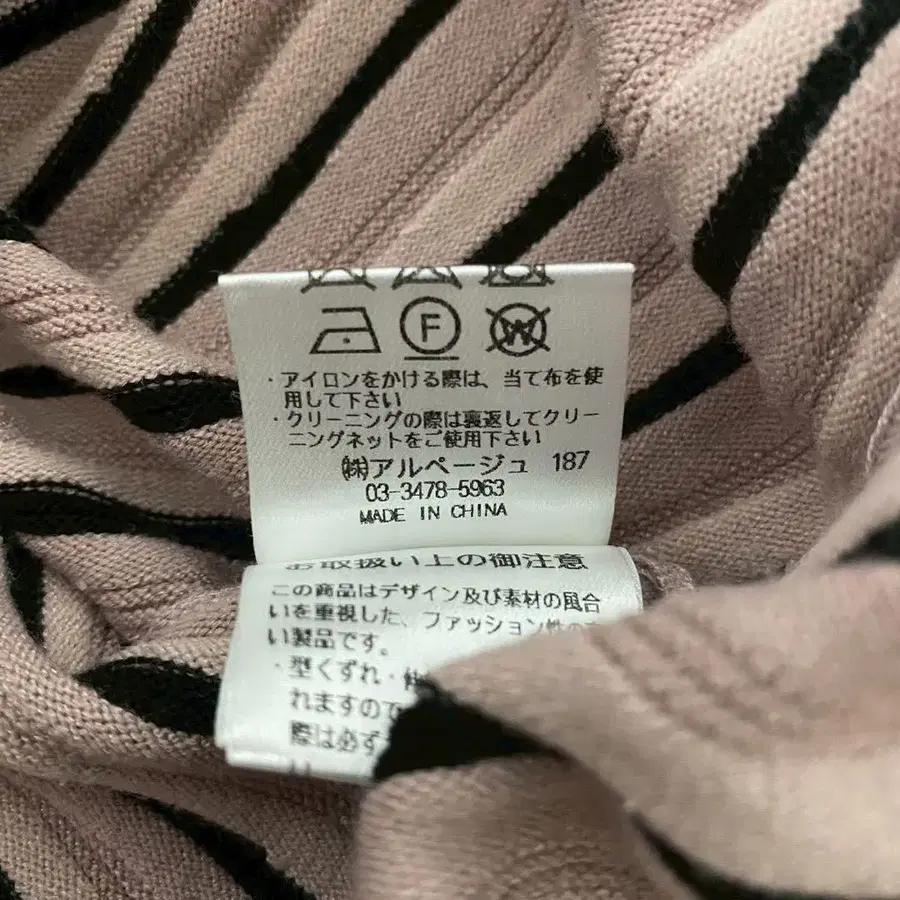 F W
・アイロンをかける際は、当て布を使
用して下さい
・クリーニングの際は裏返してクリー
ニングネットをご使用下さい
㈱アルページュ 187
03-3478-5963
MADE IN CHINA
お取扱い上の御注意
この商品はデザイン及び素材の風合
いを重視した、ファッション性の
い製品です。
・型くずれ・伸
れますので
際は必ず